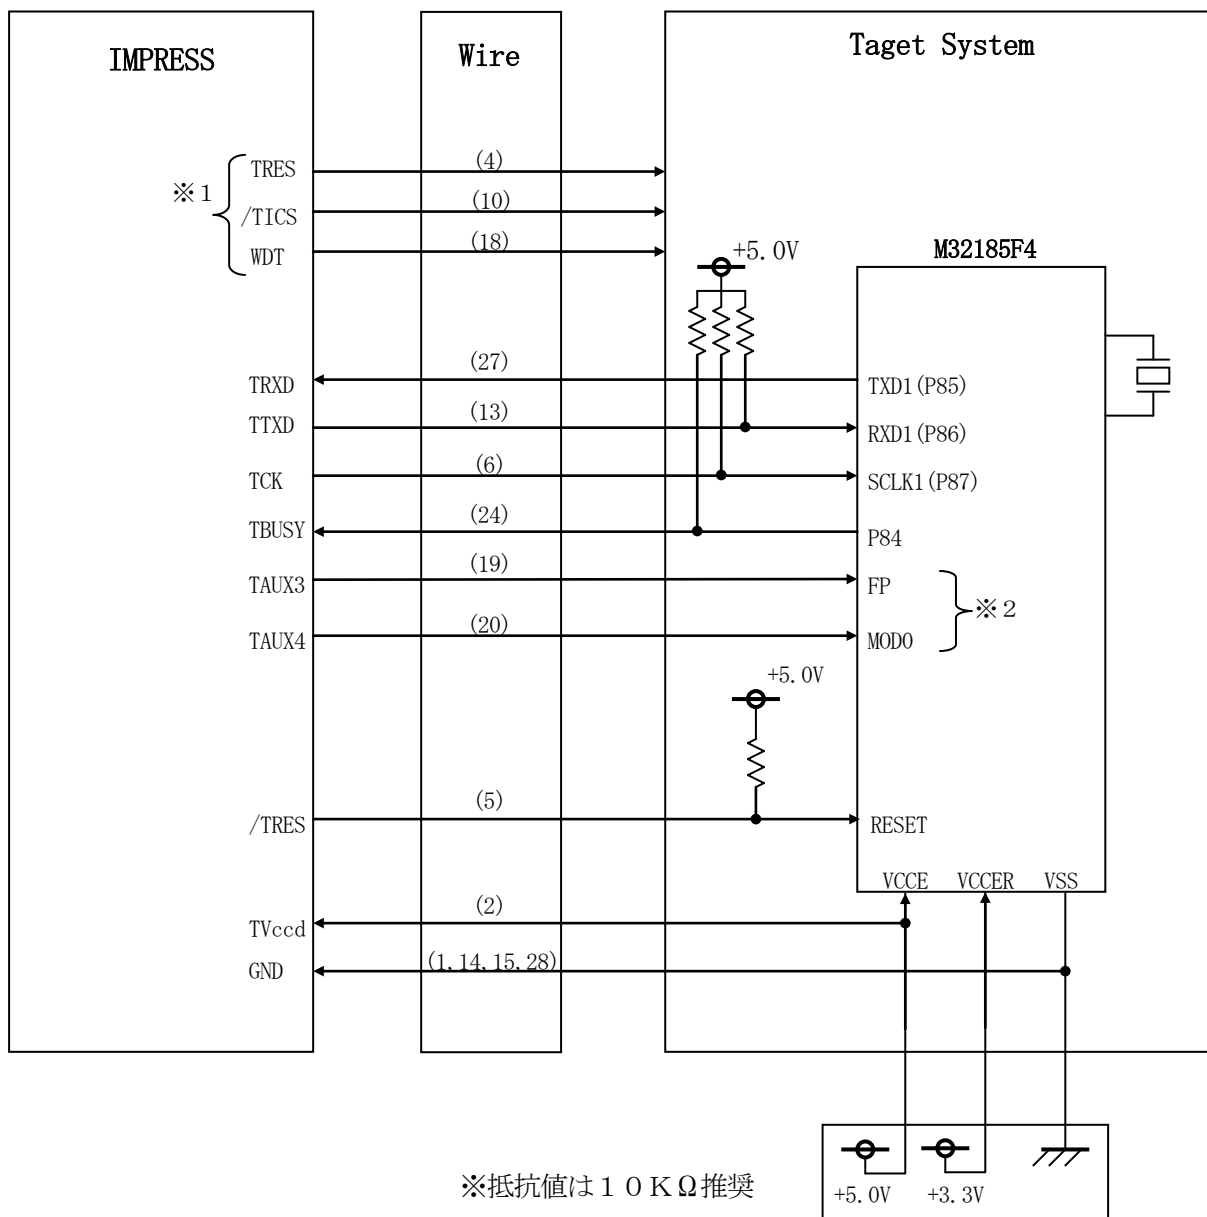 IMPRESS
Wire
Taget System
※1
TRES
(4)
/TICS
(10)
WDT
(18)
+5.0V
M32185F4
TRXD
(27)
TXD1(P85)
TTXD
(13)
RXD1(P86)
TCK
(6)
SCLK1(P87)
TBUSY
(24)
P84
TAUX3
(19)
FP
※2
TAUX4
(20)
MOD0
+5.0V
/TRES
(5)
RESET
VCCE
VCCER
VSS
TVccd
(2)
GND
(1,14,15,28)
※抵抗値は10KΩ推奨
+5.0V
+3.3V